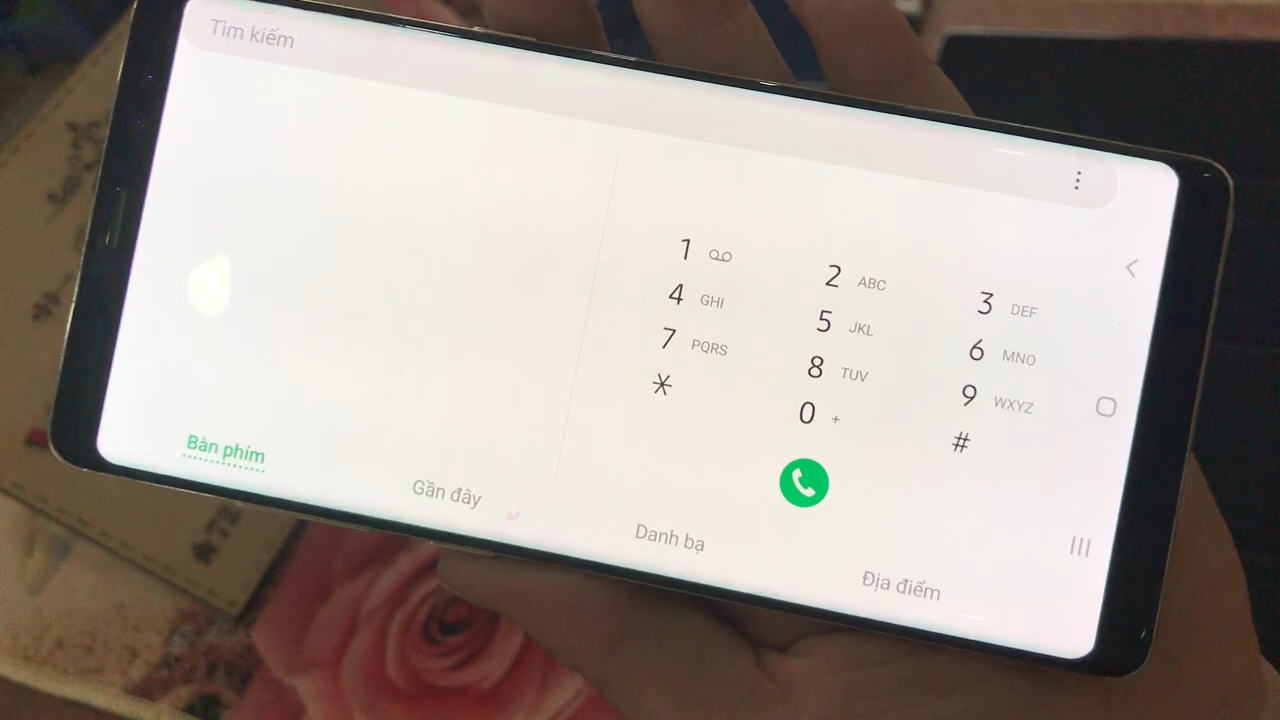 Tìm kiếm
1
2 ABC
3 DEF
4 GHI
5 JKL
6 MNO
7 PQRS
8 TUV
9 WXYZ
*
0 +
#
Bàn phím
Gần đây
Danh bạ
Địa điểm